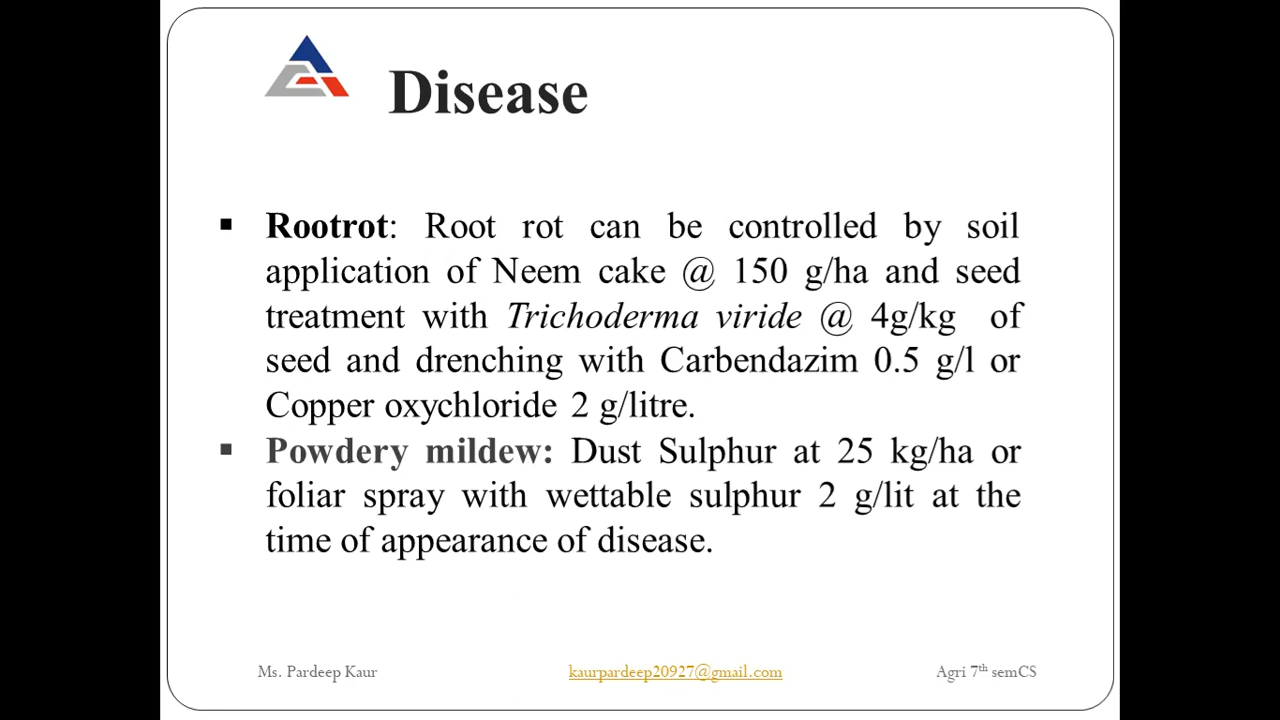 Disease
▪ Rootrot: Root rot can be controlled by soil
application of Neem cake @ 150 g/ha and seed
treatment with Trichoderma viride @ 4g/kg of
seed and drenching with Carbendazim 0.5 g/l or
Copper oxychloride 2 g/litre.
▪ Powdery mildew: Dust Sulphur at 25 kg/ha or
foliar spray with wettable sulphur 2 g/lit at the
time of appearance of disease.
Ms. Pardeep Kaur kaurpardeep20927@gmail.com Agri 7th semCS